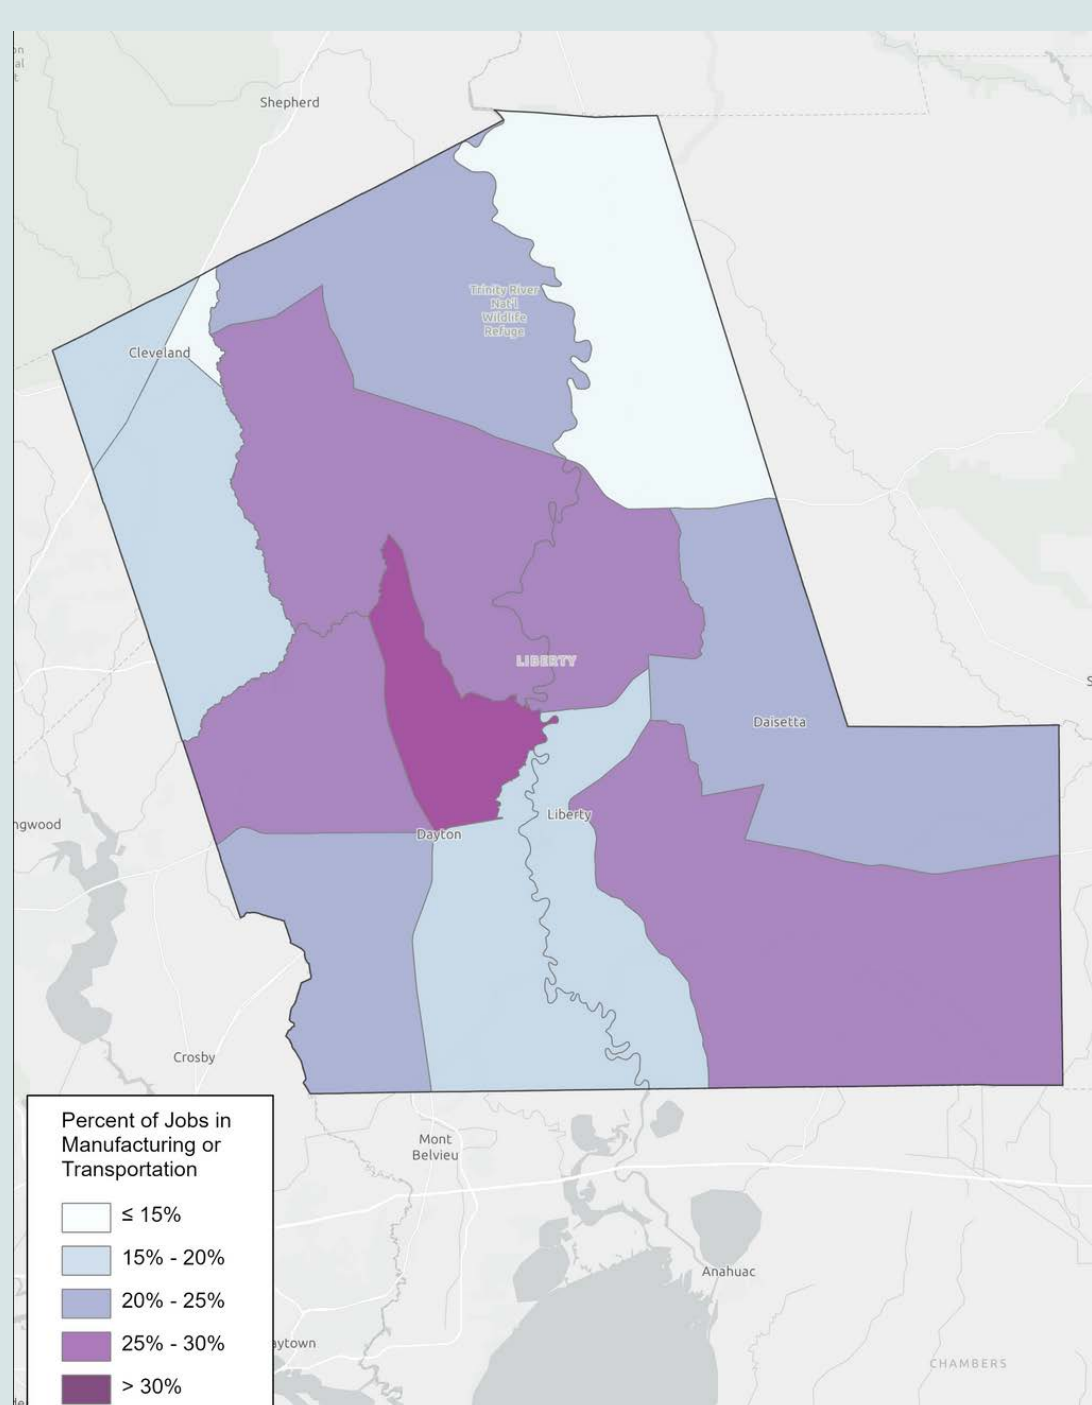 Shepherd
Trinity River
Nat'l
Wildlife
Refuge
Cleveland
LIBERTY
Daisetta
Liberty
Dayton
Crosby
Mont
Belvieu
Anahuac
CHAMBERS
Percent of Jobs in
Manufacturing or
Transportation
≤ 15%
15% - 20%
20% - 25%
25% - 30%
> 30%